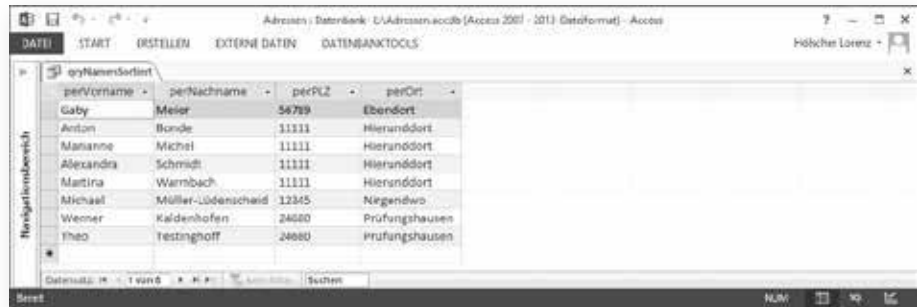 Adressen : Datenbank- C:\Adressen.accdb (Access 2007 - 2013-Dateiformat) - Access
DATEI START ERSTELLEN EXTERNE DATEN DATENBANKTOOLS Hölscher Lorenz
qryNamenSortiert
perVorname perNachname perPLZ perOrt
Gaby Meier 56789 Ebendort
Anton Bonde 11111 Hierunddort
Marianne Michel 11111 Hierunddort
Alexandra Schmidt 11111 Hierunddort
Martina Warmbach 11111 Hierunddort
Michael Müller-Lüdenscheid 12345 Nirgendwo
Werner Kaldenhofen 24680 Prüfungshausen
Theo Testinghoff 24680 Prüfungshausen
Navigationsbereich
Datensatz: 1 von 8 Suchen
Bereit NUM